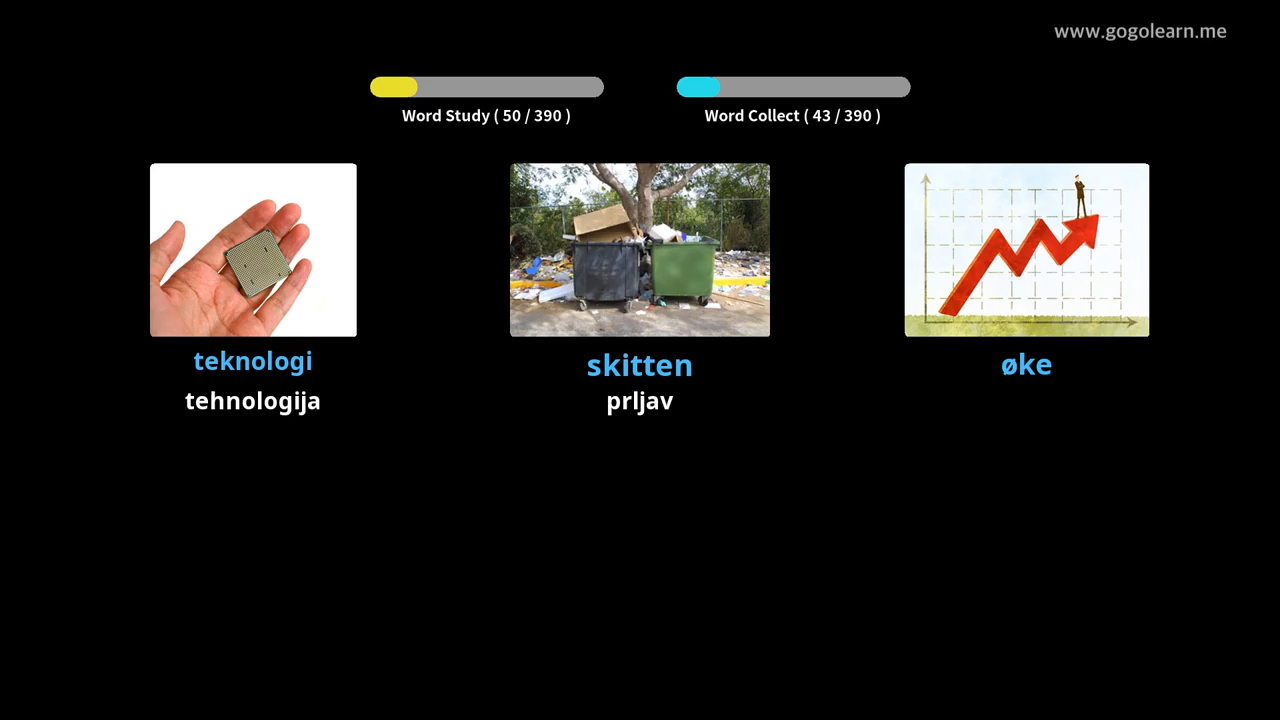 www.gogolearn.me
Word Study ( 50 / 390 )
Word Collect ( 43 / 390 )
teknologi
tehnologija
skitten
prljav
øke